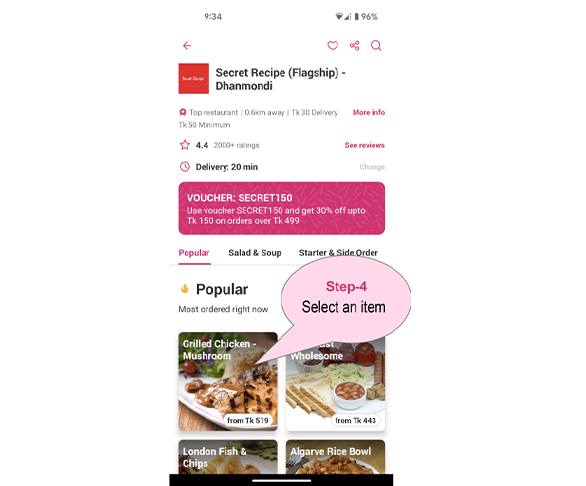 9:34
96%
Secret Recipe
Secret Recipe (Flagship) -
Dhanmondi
Top restaurant | 0.6km away | Tk 30 Delivery
More info
Tk 50 Minimum
4.4 2000+ ratings
See reviews
Delivery: 20 min
Change
VOUCHER: SECRET150
Use voucher SECRET150 and get 30% off upto
Tk 150 on orders over Tk 499
Popular
Salad & Soup
Starter & Side Order
Step-4
Select an item
Popular
Most ordered right now
Grilled Chicken -
Mushroom
Wholesome
from Tk 519
from Tk 443
London Fish &
Chips
Algarve Rice Bowl